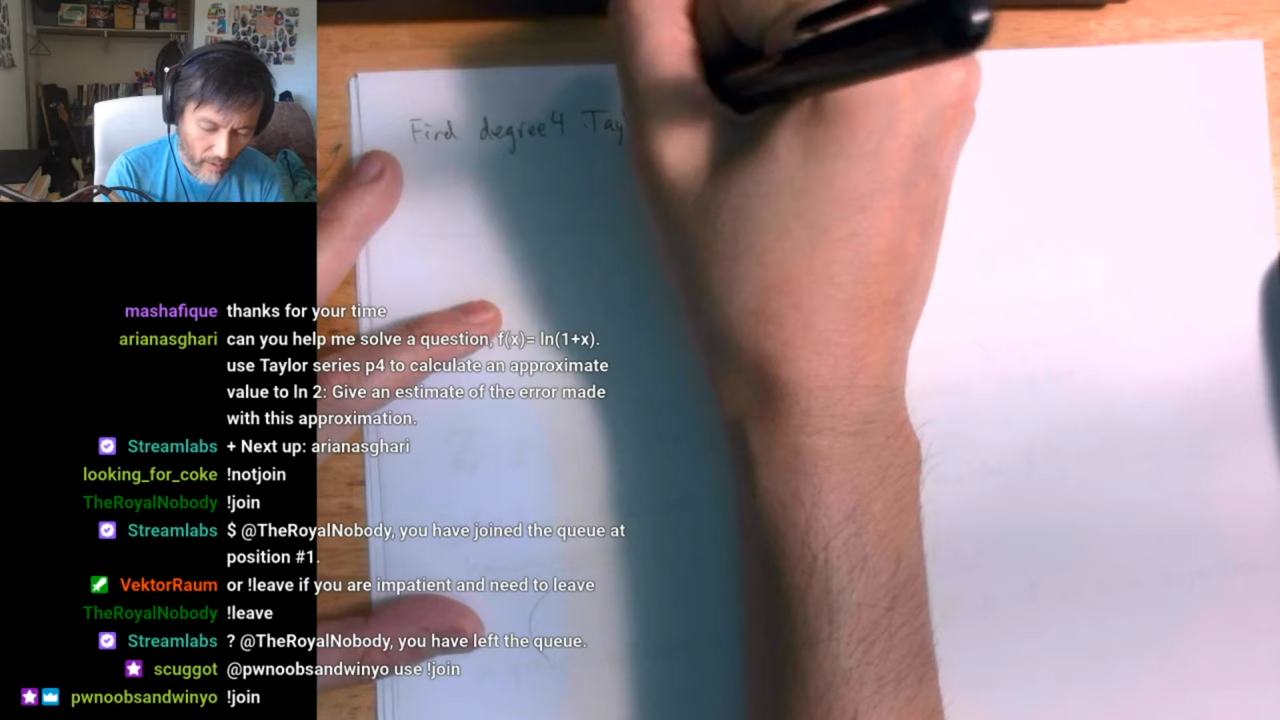 Find degree 4 Tay
mashafique thanks for your time
arianasghari can you help me solve a question, f(x)= ln(1+x).
use Taylor series p4 to calculate an approximate
value to ln 2: Give an estimate of the error made
with this approximation.
Streamlabs + Next up: arianasghari
looking_for_coke !notjoin
TheRoyalNobody !join
Streamlabs $ @TheRoyalNobody, you have joined the queue at
position #1.
VektorRaum or !leave if you are impatient and need to leave
TheRoyalNobody !leave
Streamlabs ? @TheRoyalNobody, you have left the queue.
scuggot @pwnoobsandwinyo use !join
pwnoobsandwinyo !join